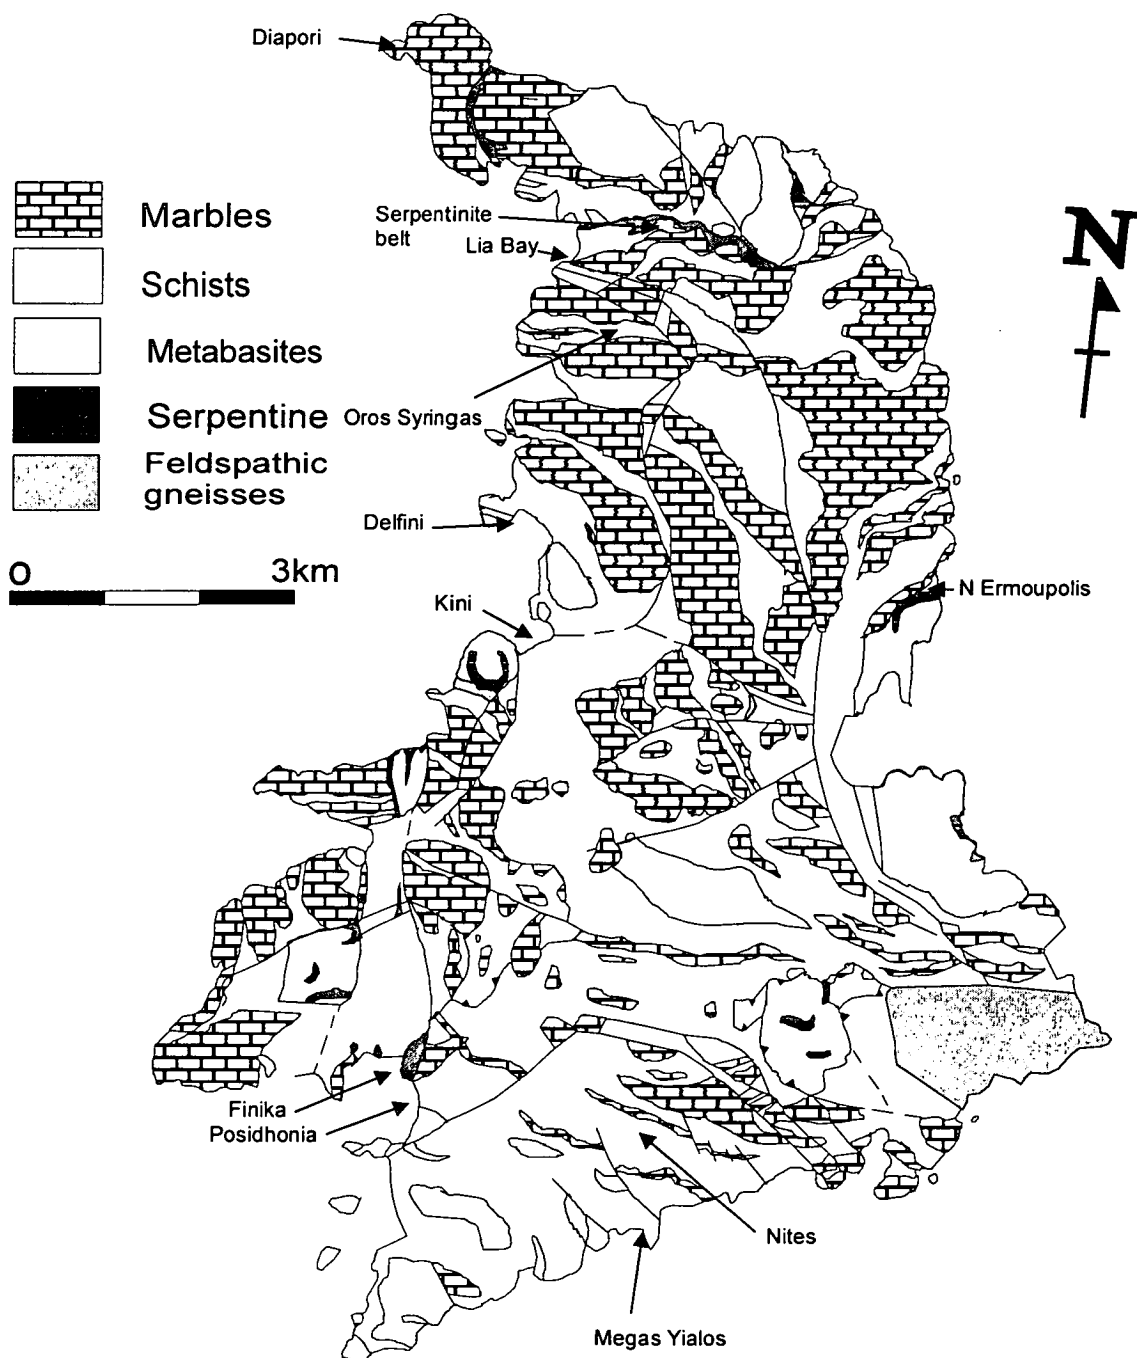 Diapori
Marbles
Serpentinite
belt
Lia Bay
N
Schists
Metabasites
Serpentine
Oros Syringas
Feldspathic
gneisses
Delfini
0 3km
Kini
N Ermoupolis
Finika
Posidhonia
Nites
Megas Yialos